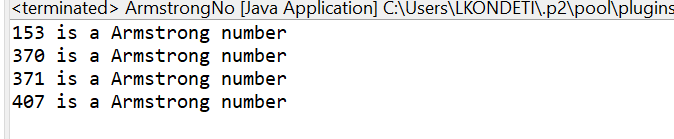 <terminated> ArmstrongNo [Java Application] C:\Users\LKONDETI\.p2\pool\plugins
153 is a Armstrong number
370 is a Armstrong number
371 is a Armstrong number
407 is a Armstrong number